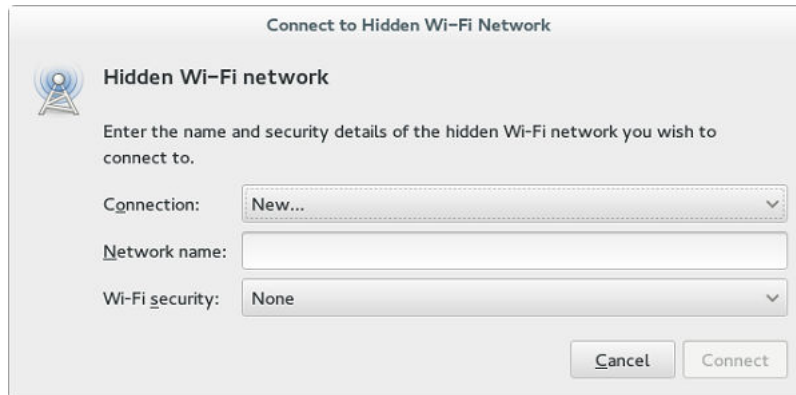 Connect to Hidden Wi-Fi Network
Hidden Wi-Fi network
Enter the name and security details of the hidden Wi-Fi network you wish to
connect to.
Connection: New...
Network name:
Wi-Fi security: None
Cancel Connect